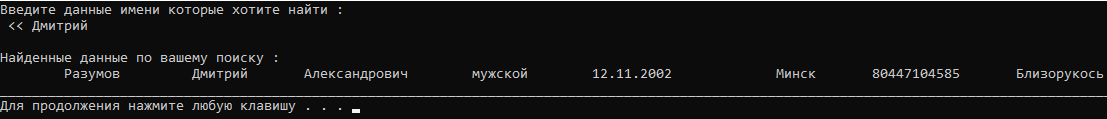 Введите данные имени которые хотите найти :
<< Дмитрий
Найденные данные по вашему поиску :
Разумов Дмитрий Александрович мужской 12.11.2002 Минск 80447104585 Близорукось
Для продолжения нажмите любую клавишу . . .